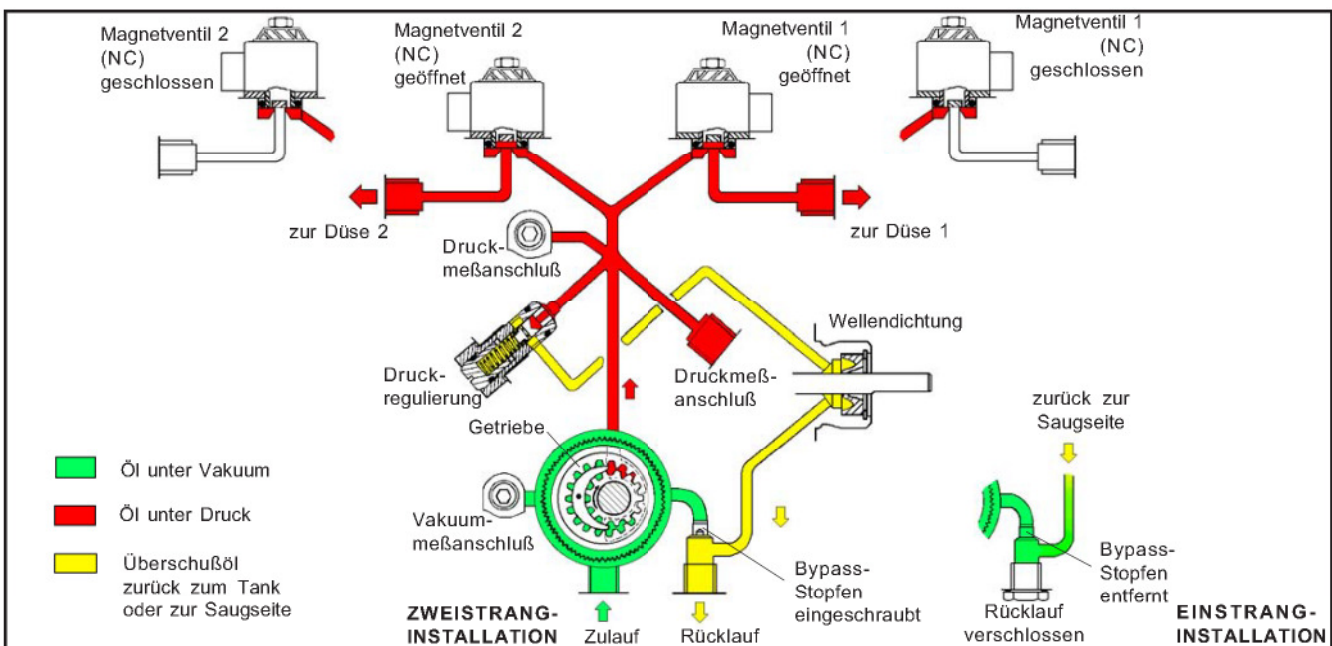 Magnetventil 2
(NC)
geschlossen
Magnetventil 2
(NC)
geöffnet
Magnetventil 1
(NC)
geöffnet
Magnetventil 1
(NC)
geschlossen
zur Düse 2
zur Düse 1
Druck-
meßanschluß
Wellendichtung
Druck-
regulierung
Druckmeß-
anschluß
zurück zur
Saugseite
Getriebe
Öl unter Vakuum
Öl unter Druck
Überschußöl
zurück zum Tank
oder zur Saugseite
Vakuum-
meßanschluß
Bypass-
Stopfen
eingeschraubt
Bypass-
Stopfen
entfernt
ZWEISTRANG-
INSTALLATION
Zulauf
Rücklauf
Rücklauf
verschlossen
EINSTRANG-
INSTALLATION